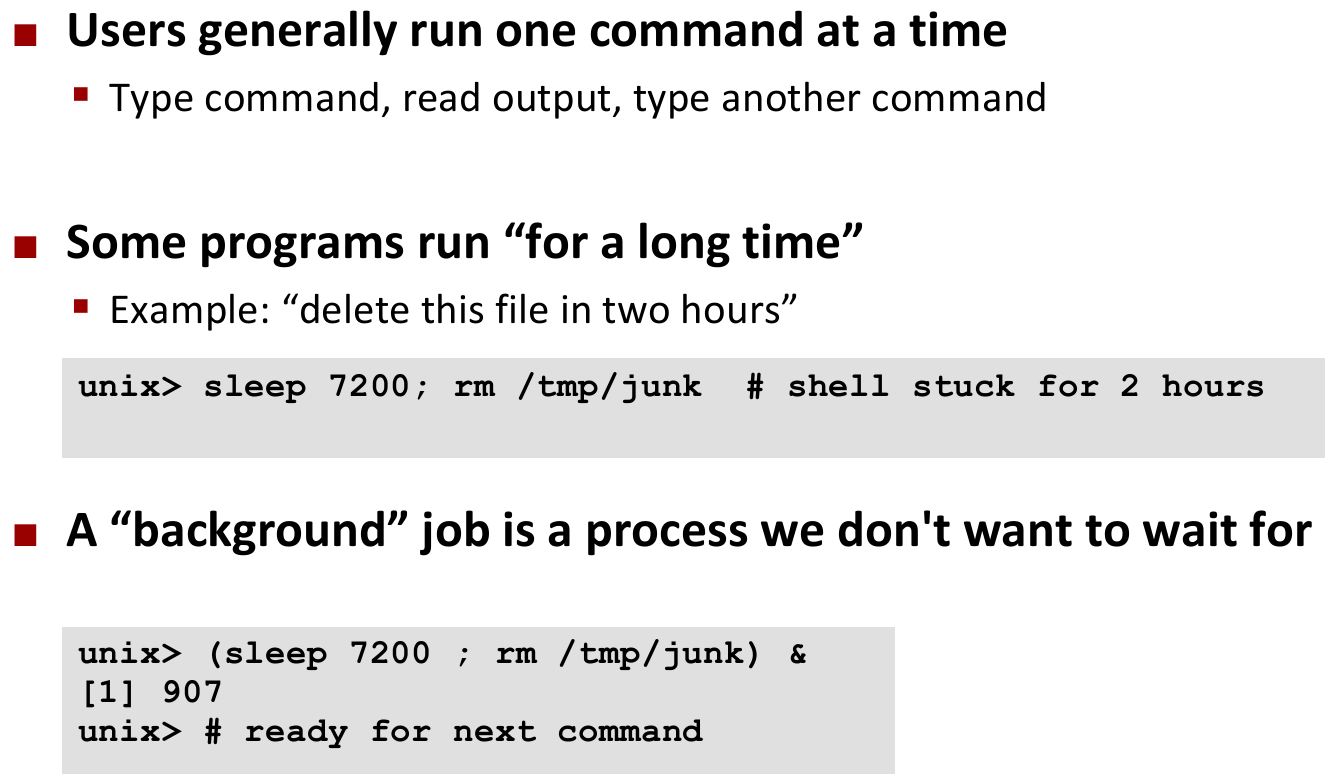 ■ Users generally run one command at a time
▪ Type command, read output, type another command
■ Some programs run “for a long time”
▪ Example: “delete this file in two hours”
unix> sleep 7200; rm /tmp/junk  # shell stuck for 2 hours
■ A “background” job is a process we don't want to wait for
unix> (sleep 7200 ; rm /tmp/junk) &
[1] 907
unix> # ready for next command